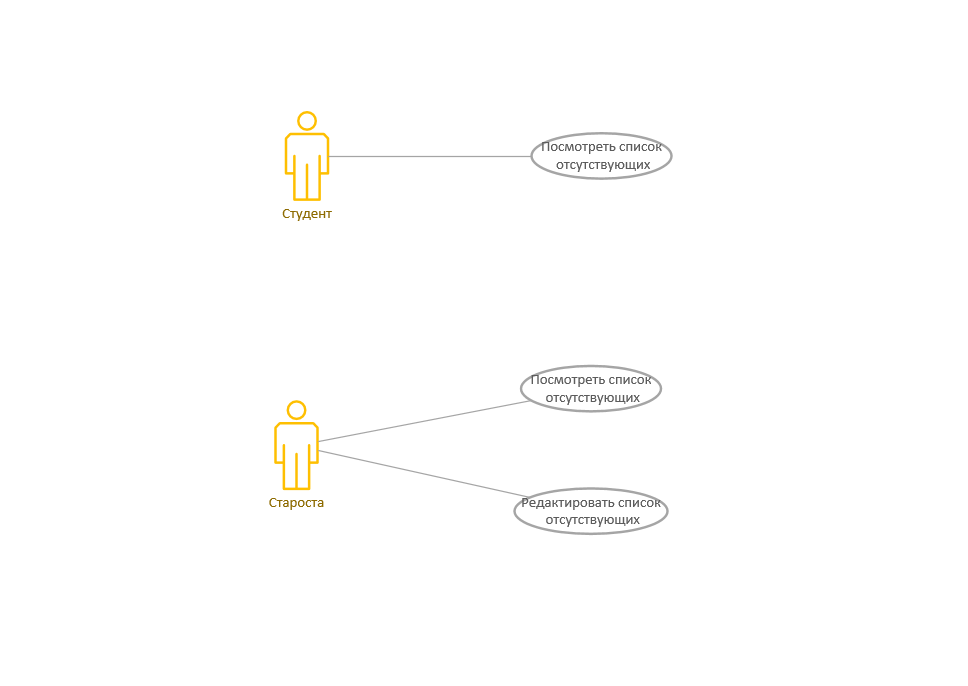 Посмотреть список
отсутствующих
Студент
Посмотреть список
отсутствующих
Староста
Редактировать список
отсутствующих